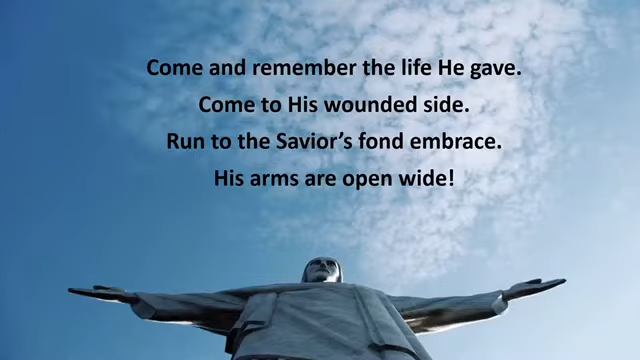 Come and remember the life He gave.
Come to His wounded side.
Run to the Savior’s fond embrace.
His arms are open wide!